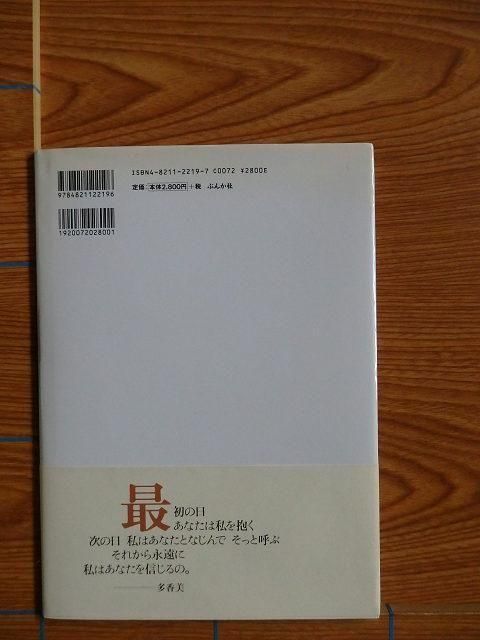 ISBN4-8211-2219-7 C0072 ¥2800E
定価:本体2,800円+税 ぶんか社
9784821122196
1920072028001
最初の日
あなたは私を抱く
次の日 私はあなたとなじんで そっと呼ぶ
それから永遠に
私はあなたを信じるの。
多香美